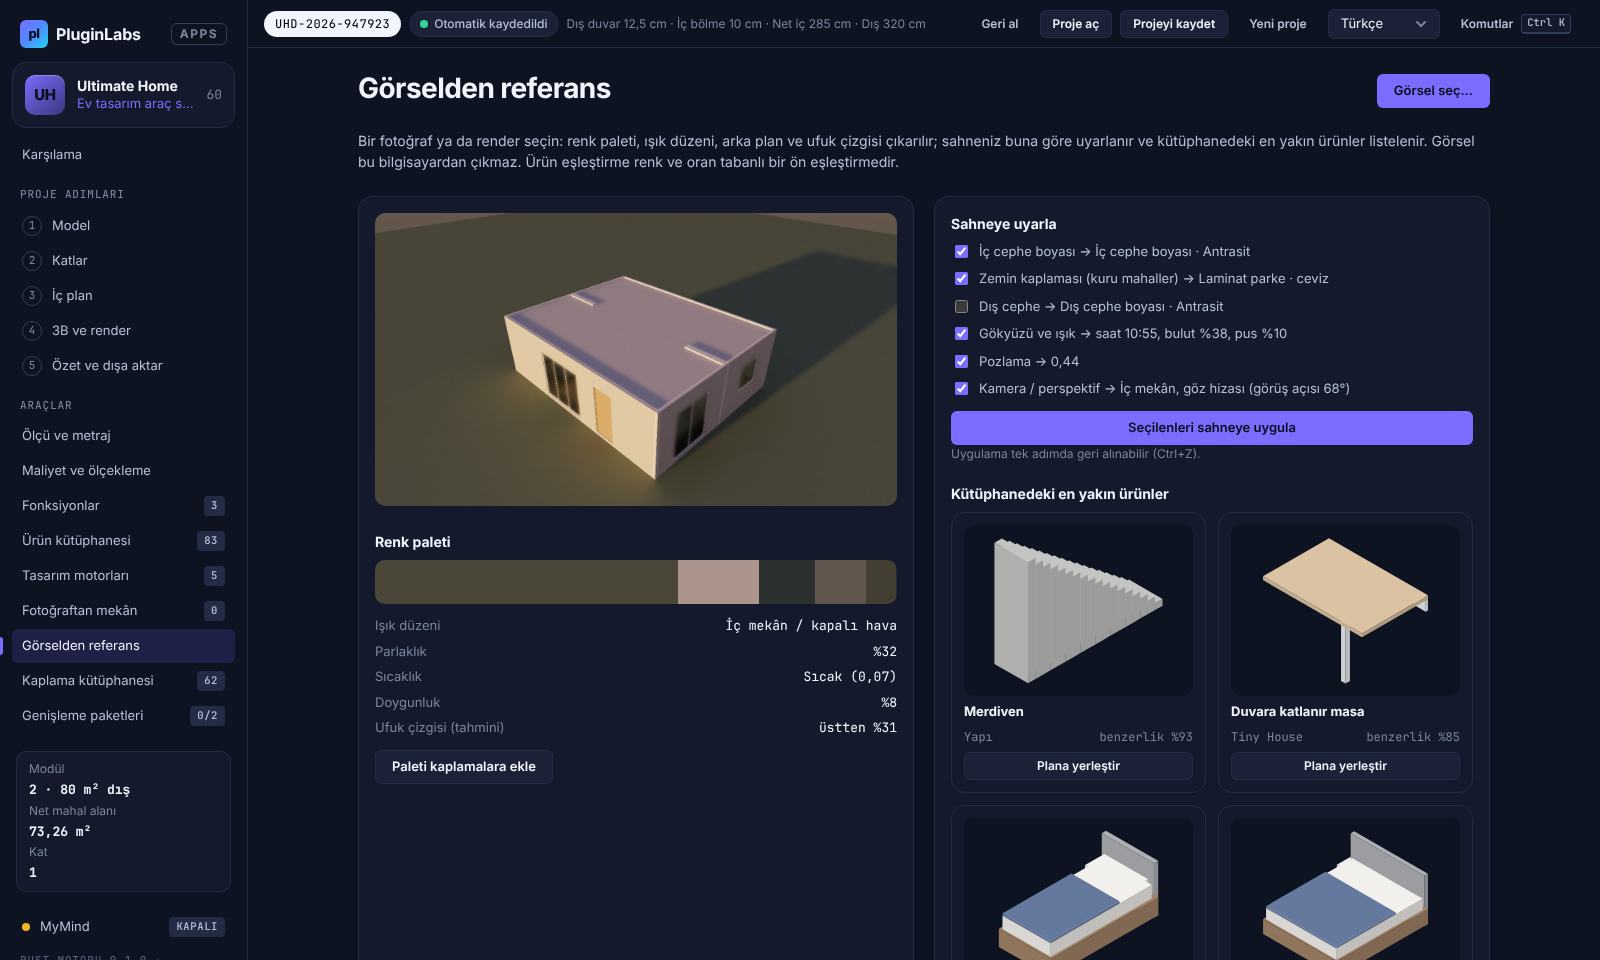 pl PluginLabs APPS
UH Ultimate Home 60
Ev tasarım araç s...
Karşılama
PROJE ADIMLARI
1 Model
2 Katlar
3 İç plan
4 3B ve render
5 Özet ve dışa aktar
ARAÇLAR
Ölçü ve metraj
Maliyet ve ölçekleme
Fonksiyonlar 3
Ürün kütüphanesi 83
Tasarım motorları 5
Fotoğraftan mekân 0
Görselden referans
Kaplama kütüphanesi 62
Genişleme paketleri 0/2
Modül
2 · 80 m² dış
Net mahal alanı
73,26 m²
Kat
1
MyMind KAPALI
UHD-2026-947923 Otomatik kaydedildi Dış duvar 12,5 cm · İç bölme 10 cm · Net iç 285 cm · Dış 320 cm Geri al Proje aç Projeyi kaydet Yeni proje Türkçe Komutlar Ctrl K
Görselden referans
Görsel seç...
Bir fotoğraf ya da render seçin: renk paleti, ışık düzeni, arka plan ve ufuk çizgisi çıkarılır; sahneniz buna göre uyarlanır ve kütüphanedeki en yakın ürünler listelenir. Görsel
bu bilgisayardan çıkmaz. Ürün eşleştirme renk ve oran tabanlı bir ön eşleştirmedir.
Renk paleti
Işık düzeni İç mekân / kapalı hava
Parlaklık %32
Sıcaklık Sıcak (0,07)
Doygunluk %8
Ufuk çizgisi (tahmini) üstten %31
Paleti kaplamalara ekle
Sahneye uyarla
İç cephe boyası → İç cephe boyası · Antrasit
Zemin kaplaması (kuru mahaller) → Laminat parke · ceviz
Dış cephe → Dış cephe boyası · Antrasit
Gökyüzü ve ışık → saat 10:55, bulut %38, pus %10
Pozlama → 0,44
Kamera / perspektif → İç mekân, göz hizası (görüş açısı 68°)
Seçilenleri sahneye uygula
Uygulama tek adımda geri alınabilir (Ctrl+Z).
Kütüphanedeki en yakın ürünler
Merdiven
Yapı benzerlik %93
Plana yerleştir
Duvara katlanır masa
Tiny House benzerlik %85
Plana yerleştir